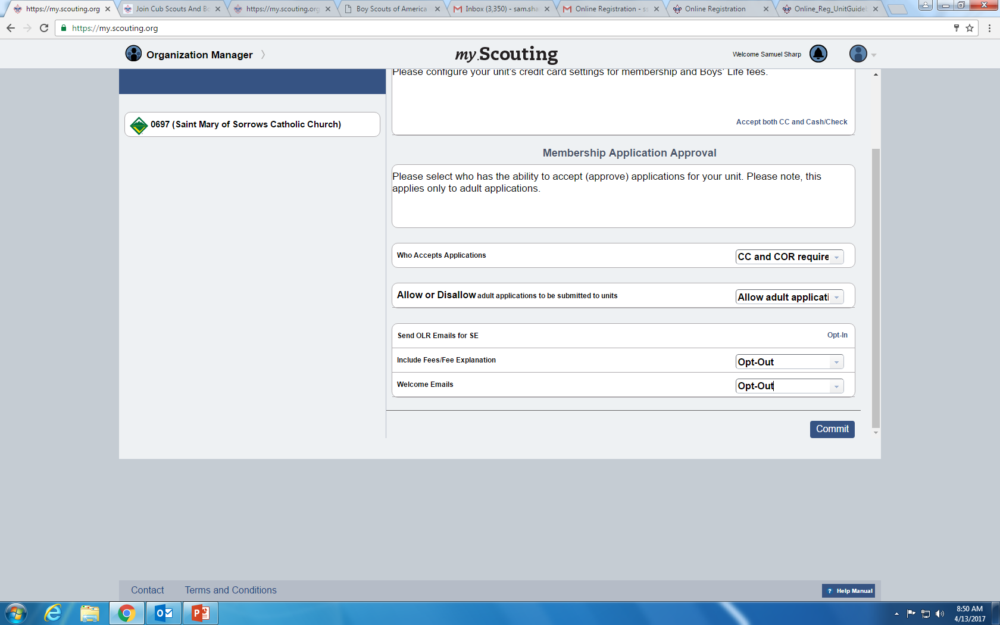 https://my.scouting.org
Join Cub Scouts And Bo
https://my.scouting.org
Boy Scouts of America
Inbox (3,350) - sam.sha
Online Registration - ss
Online Registration
Online_Reg_UnitGuideb
https://my.scouting.org
Organization Manager
my.Scouting
Welcome Samuel Sharp
Please configure your unit's credit card settings for membership and Boys' Life fees.
0697 (Saint Mary of Sorrows Catholic Church)
Accept both CC and Cash/Check
Membership Application Approval
Please select who has the ability to accept (approve) applications for your unit. Please note, this
applies only to adult applications.
Who Accepts Applications
CC and COR require
Allow or Disallow adult applications to be submitted to units
Allow adult applicati
Send OLR Emails for SE
Opt-In
Include Fees/Fee Explanation
Opt-Out
Welcome Emails
Opt-Out
Commit
Contact
Terms and Conditions
? Help Manual
8:50 AM
4/13/2017